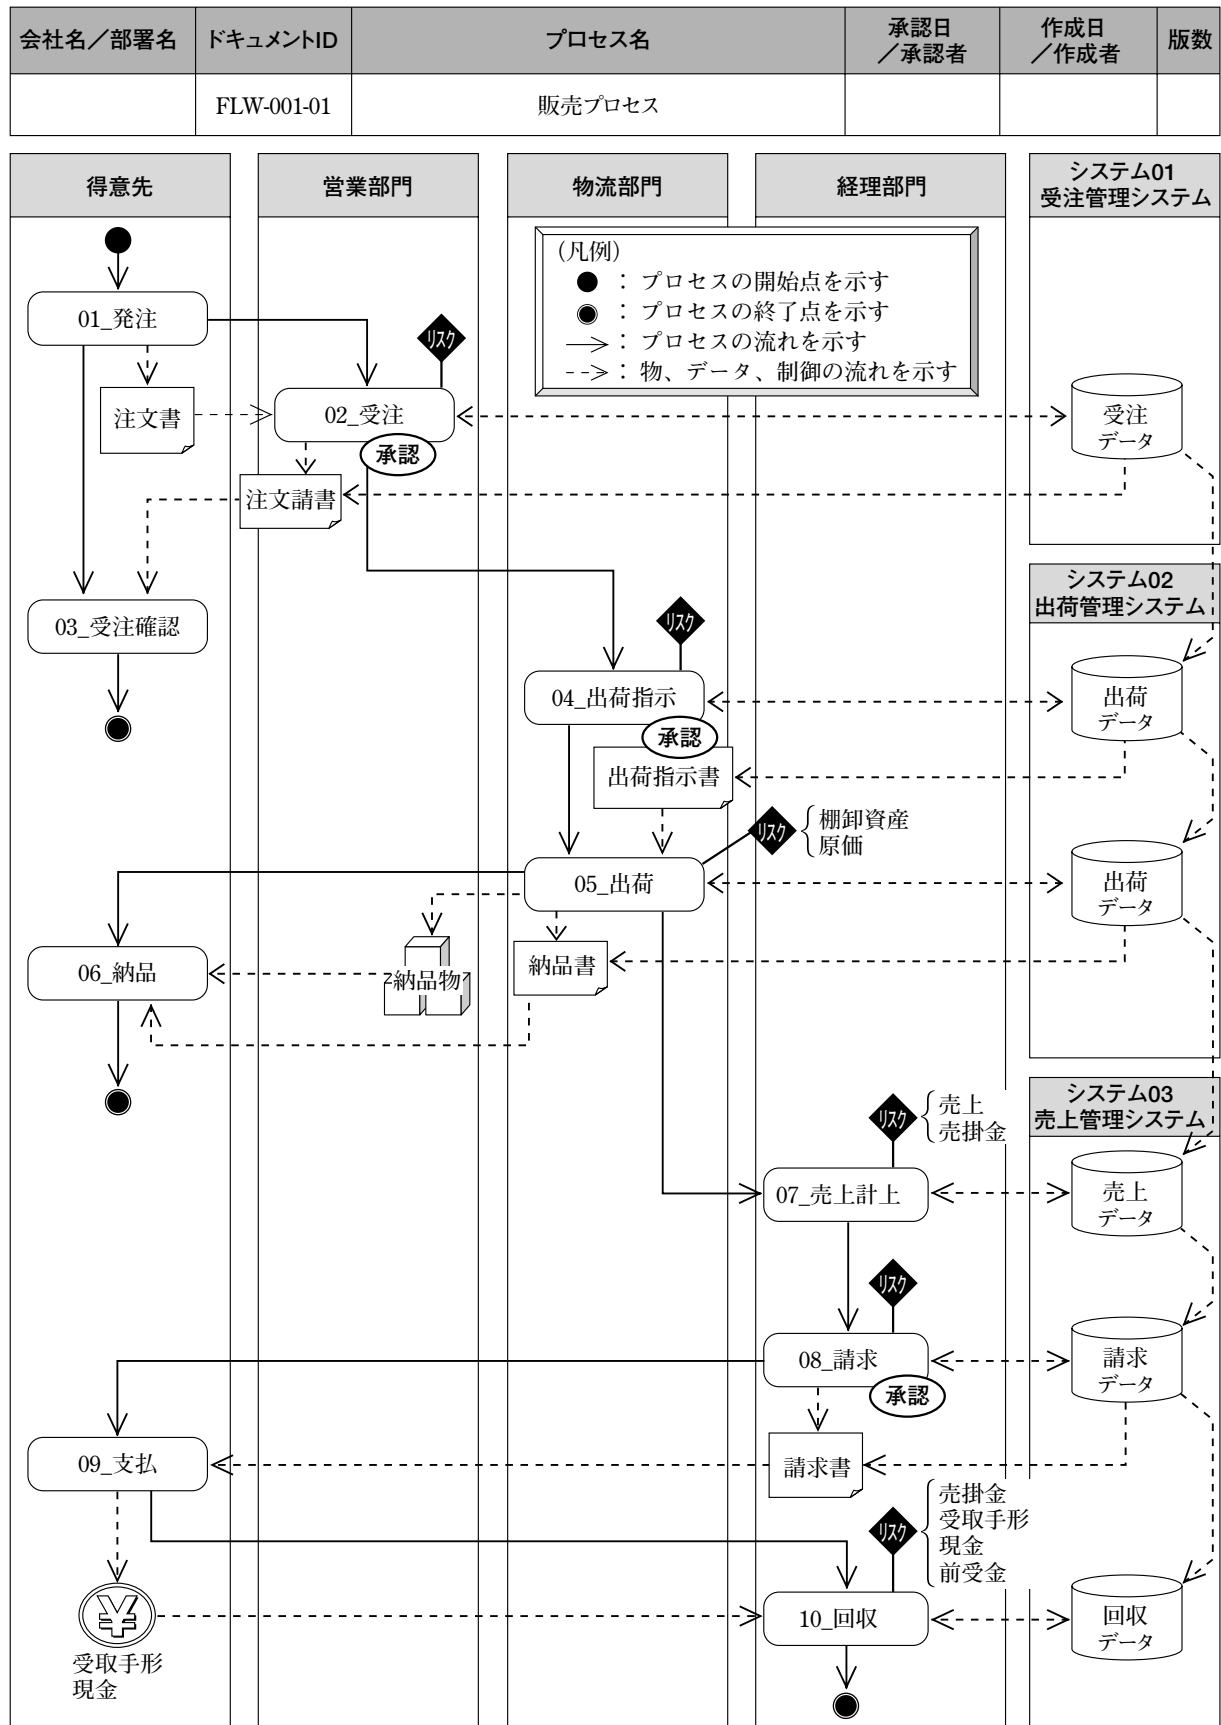 会社名／部署名
ドキュメントID
プロセス名
承認日
／承認者
作成日
／作成者
版数
FLW-001-01
販売プロセス
得意先
営業部門
物流部門
経理部門
システム01
受注管理システム
（凡例）
：プロセスの開始点を示す
：プロセスの終了点を示す
：プロセスの流れを示す
：物、データ、制御の流れを示す
01_発注
リスク
注文書
02_受注
承認
受注
データ
注文請書
システム02
出荷管理システム
03_受注確認
リスク
04_出荷指示
承認
出荷
データ
出荷指示書
リスク
棚卸資産
原価
05_出荷
出荷
データ
06_納品
納品物
納品書
システム03
売上管理システム
リスク
売上
売掛金
07_売上計上
売上
データ
リスク
08_請求
承認
請求
データ
09_支払
請求書
リスク
売掛金
受取手形
現金
前受金
¥
受取手形
現金
10_回収
回収
データ